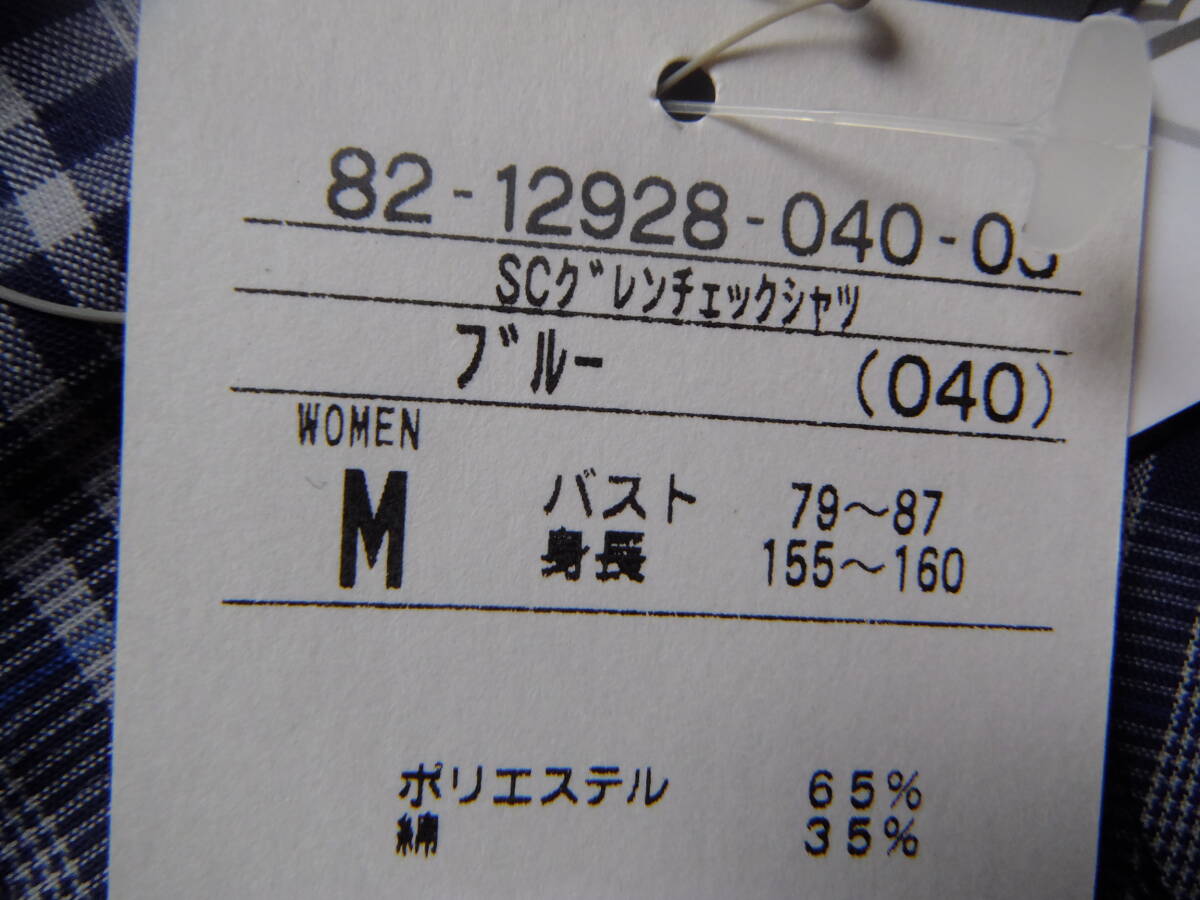 82-12928-040-0
SCグレンチェックシャツ
ブルー (040)
WOMEN
M バスト 79〜87
身長 155〜160
ポリエステル 65%
綿 35%